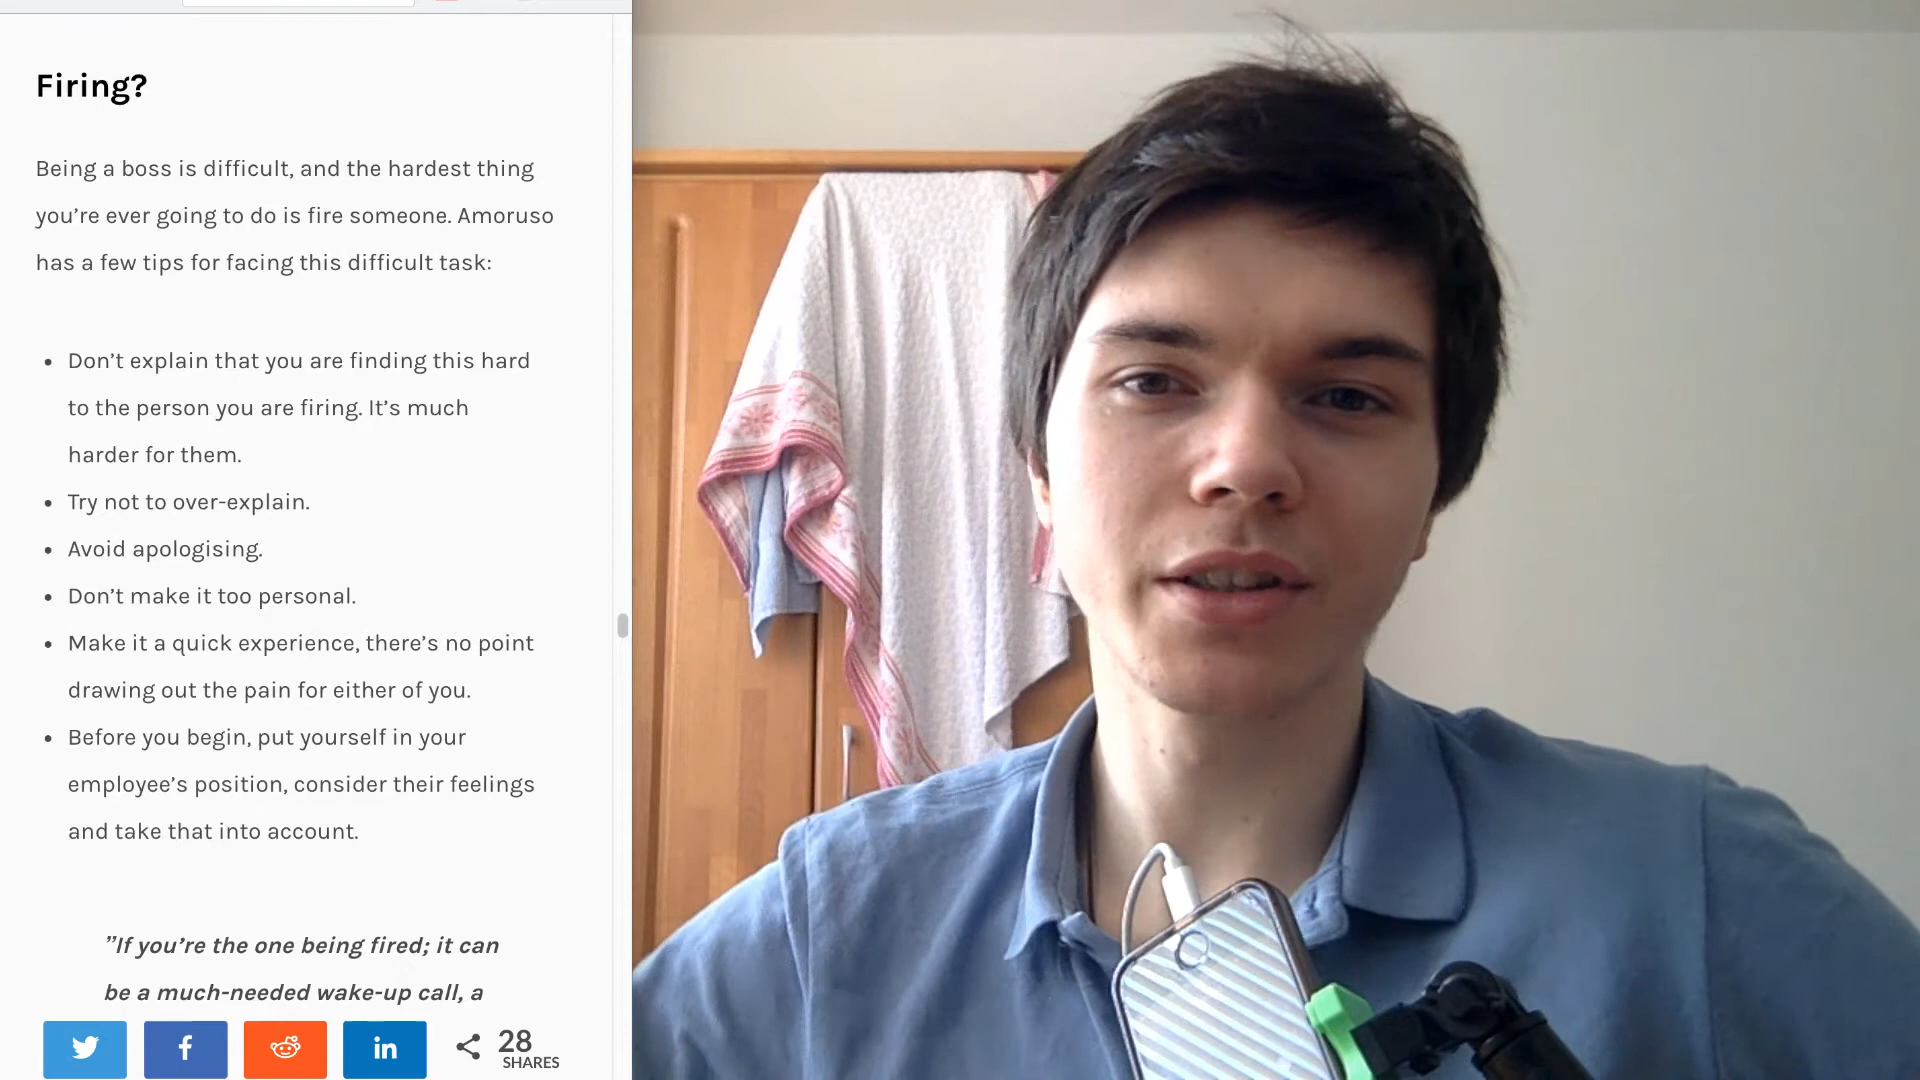 Firing?
Being a boss is difficult, and the hardest thing
you’re ever going to do is fire someone. Amoruso
has a few tips for facing this difficult task:
• Don’t explain that you are finding this hard
to the person you are firing. It’s much
harder for them.
• Try not to over-explain.
• Avoid apologising.
• Don’t make it too personal.
• Make it a quick experience, there’s no point
drawing out the pain for either of you.
• Before you begin, put yourself in your
employee’s position, consider their feelings
and take that into account.
”If you’re the one being fired; it can
be a much-needed wake-up call, a
28
SHARES